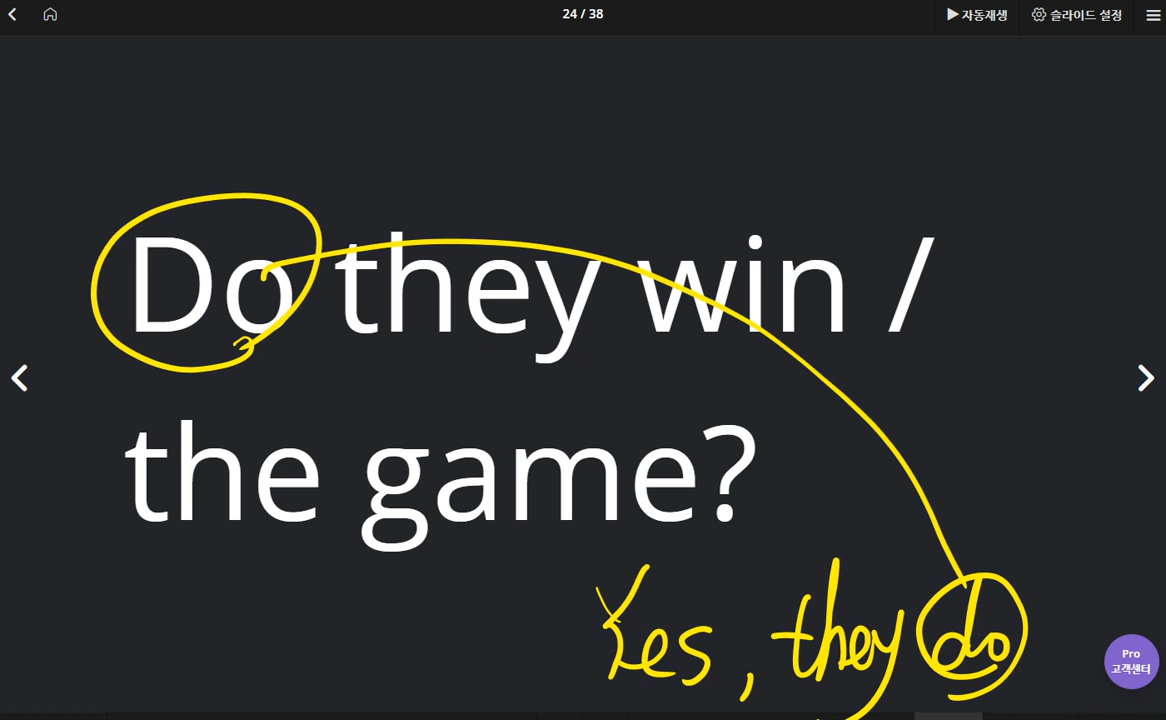 24 / 38
자동재생
슬라이드 설정
Do they win /
the game?
Yes, they do
Pro
고객센터